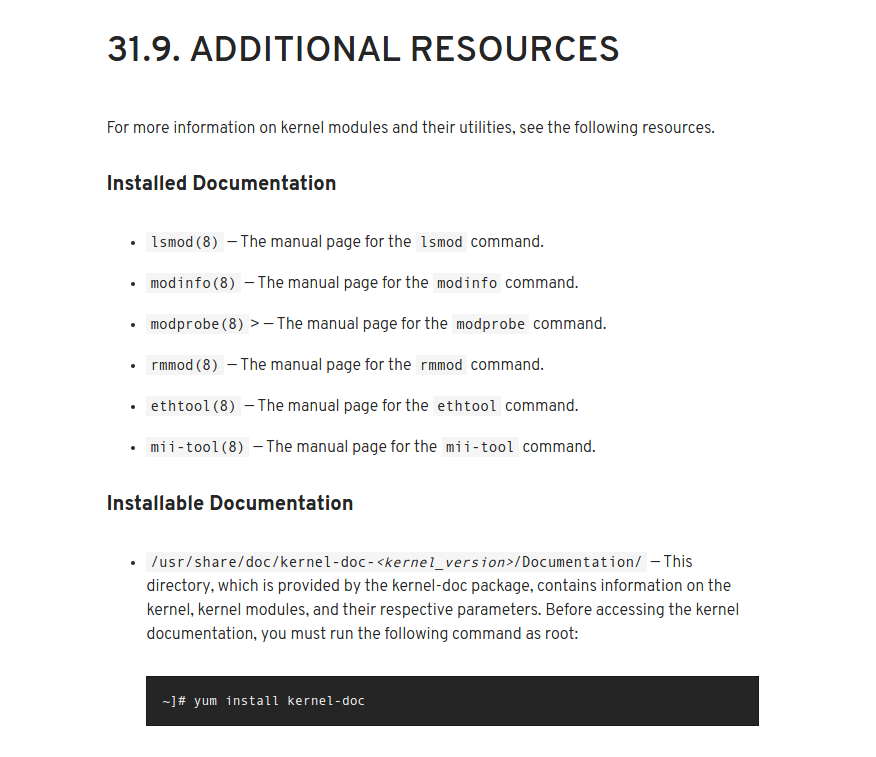 31.9. ADDITIONAL RESOURCES
For more information on kernel modules and their utilities, see the following resources.
Installed Documentation
• lsmod(8) — The manual page for the lsmod command.
• modinfo(8) — The manual page for the modinfo command.
• modprobe(8) > — The manual page for the modprobe command.
• rmmod(8) — The manual page for the rmmod command.
• ethtool(8) — The manual page for the ethtool command.
• mii-tool(8) — The manual page for the mii-tool command.
Installable Documentation
• /usr/share/doc/kernel-doc-<kernel_version>/Documentation/ — This
directory, which is provided by the kernel-doc package, contains information on the
kernel, kernel modules, and their respective parameters. Before accessing the kernel
documentation, you must run the following command as root:
~]# yum install kernel-doc